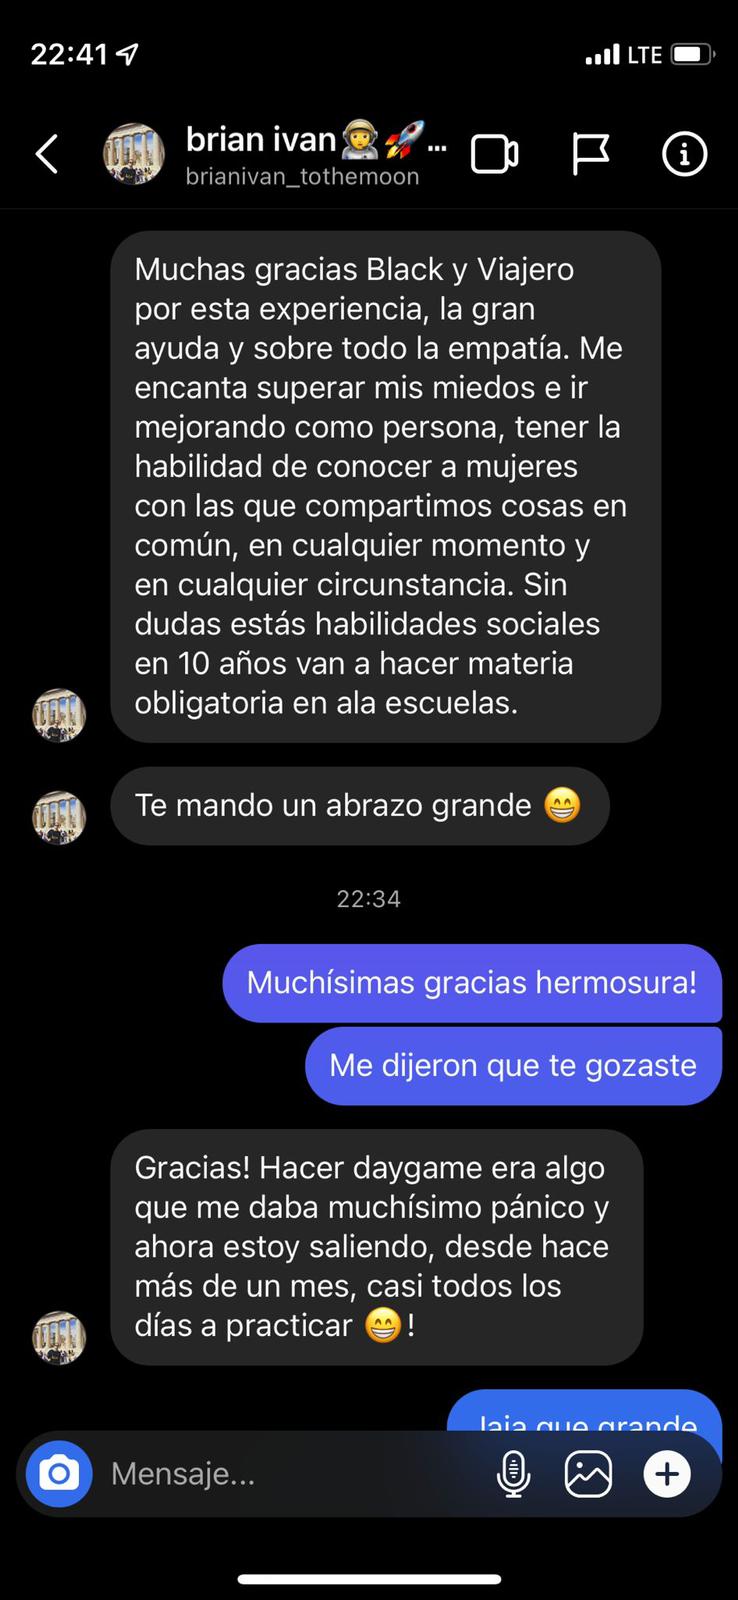 22:41
LTE
brian ivan🧑‍🚀🚀...
brianivan_tothemoon
Muchas gracias Black y Viajero
por esta experiencia, la gran
ayuda y sobre todo la empatía. Me
encanta superar mis miedos e ir
mejorando como persona, tener la
habilidad de conocer a mujeres
con las que compartimos cosas en
común, en cualquier momento y
en cualquier circunstancia. Sin
dudas estás habilidades sociales
en 10 años van a hacer materia
obligatoria en ala escuelas.
Te mando un abrazo grande 😁
22:34
Muchísimas gracias hermosura!
Me dijeron que te gozaste
Gracias! Hacer daygame era algo
que me daba muchísimo pánico y
ahora estoy saliendo, desde hace
más de un mes, casi todos los
días a practicar 😁!
Jaja que grande
Mensaje...